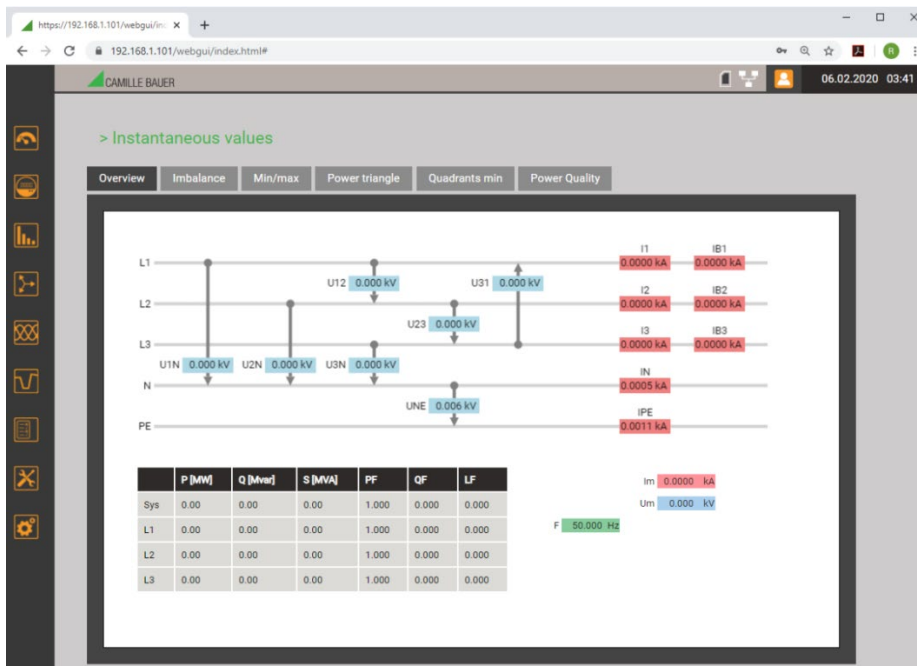 https://192.168.1.101/webgui/in
192.168.1.101/webgui/index.html#
R
CAMILLE BAUER
06.02.2020 03:41
> Instantaneous values
Overview Imbalance Min/max Power triangle Quadrants min Power Quality
I1 IB1
L1 0.0000 kA 0.0000 kA
U12 0.000 kV U31 0.000 kV
I2 IB2
L2 0.0000 kA 0.0000 kA
U23 0.000 kV
I3 IB3
L3 0.0000 kA 0.0000 kA
U1N 0.000 kV U2N 0.000 kV U3N 0.000 kV
IN
N 0.0005 kA
UNE 0.006 kV
IPE
PE 0.0011 kA
P [MW] Q [Mvar] S [MVA] PF QF LF
Sys 0.00 0.00 0.00 1.000 0.000 0.000
L1 0.00 0.00 0.00 1.000 0.000 0.000
L2 0.00 0.00 0.00 1.000 0.000 0.000
L3 0.00 0.00 0.00 1.000 0.000 0.000
Im 0.0000 kA
Um 0.000 kV
F 50.000 Hz